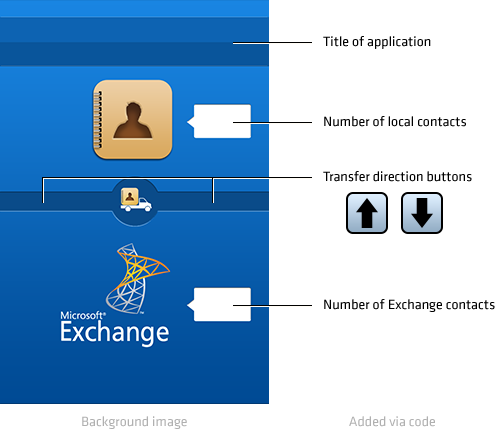 Title of application
Number of local contacts
Transfer direction buttons
Microsoft®
Exchange
™
Number of Exchange contacts
Background image
Added via code